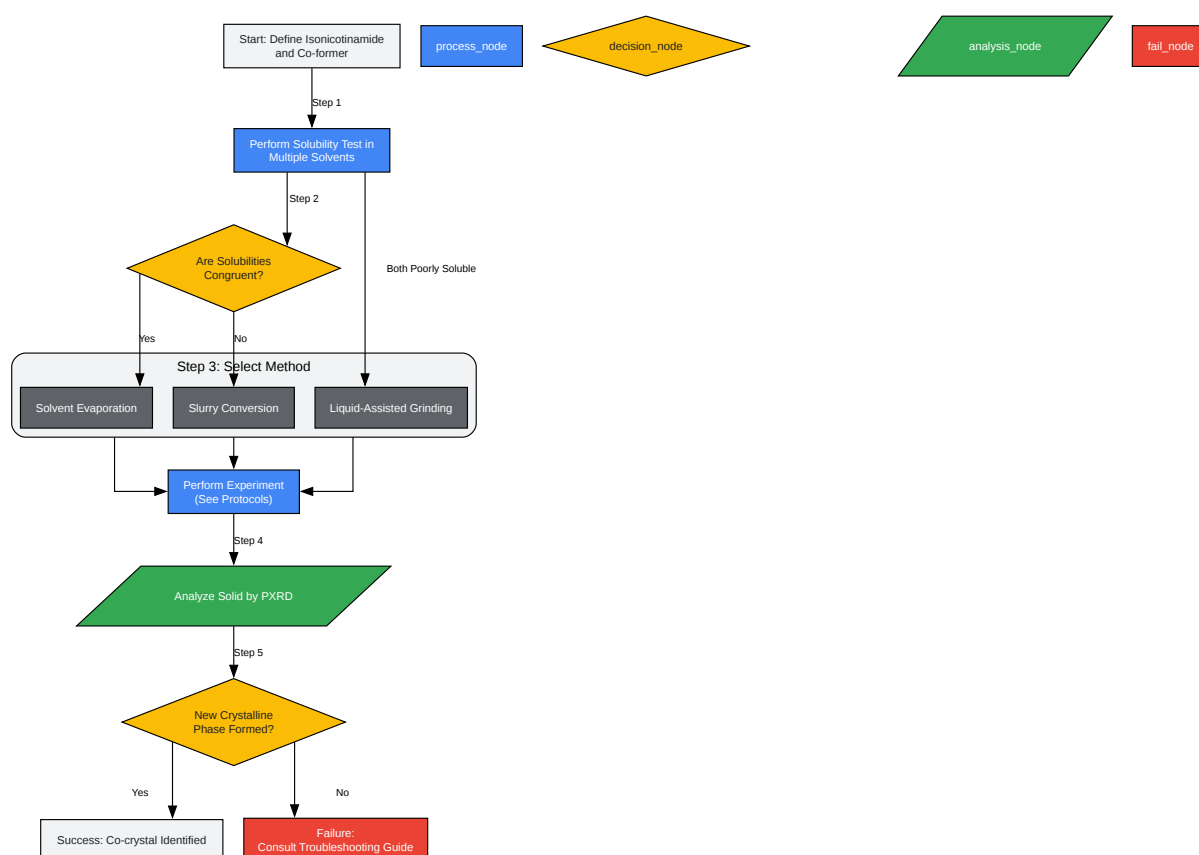 Start: Define Isonicotinamide
and Co-former
process_node
decision_node
analysis_node
fail_node
Step 1
Perform Solubility Test in
Multiple Solvents
Step 2
Are Solubilities
Congruent?
Both Poorly Soluble
Yes
No
Step 3: Select Method
Solvent Evaporation
Slurry Conversion
Liquid-Assisted Grinding
Perform Experiment
(See Protocols)
Step 4
Analyze Solid by PXRD
Step 5
New Crystalline
Phase Formed?
Yes
No
Success: Co-crystal Identified
Failure:
Consult Troubleshooting Guide